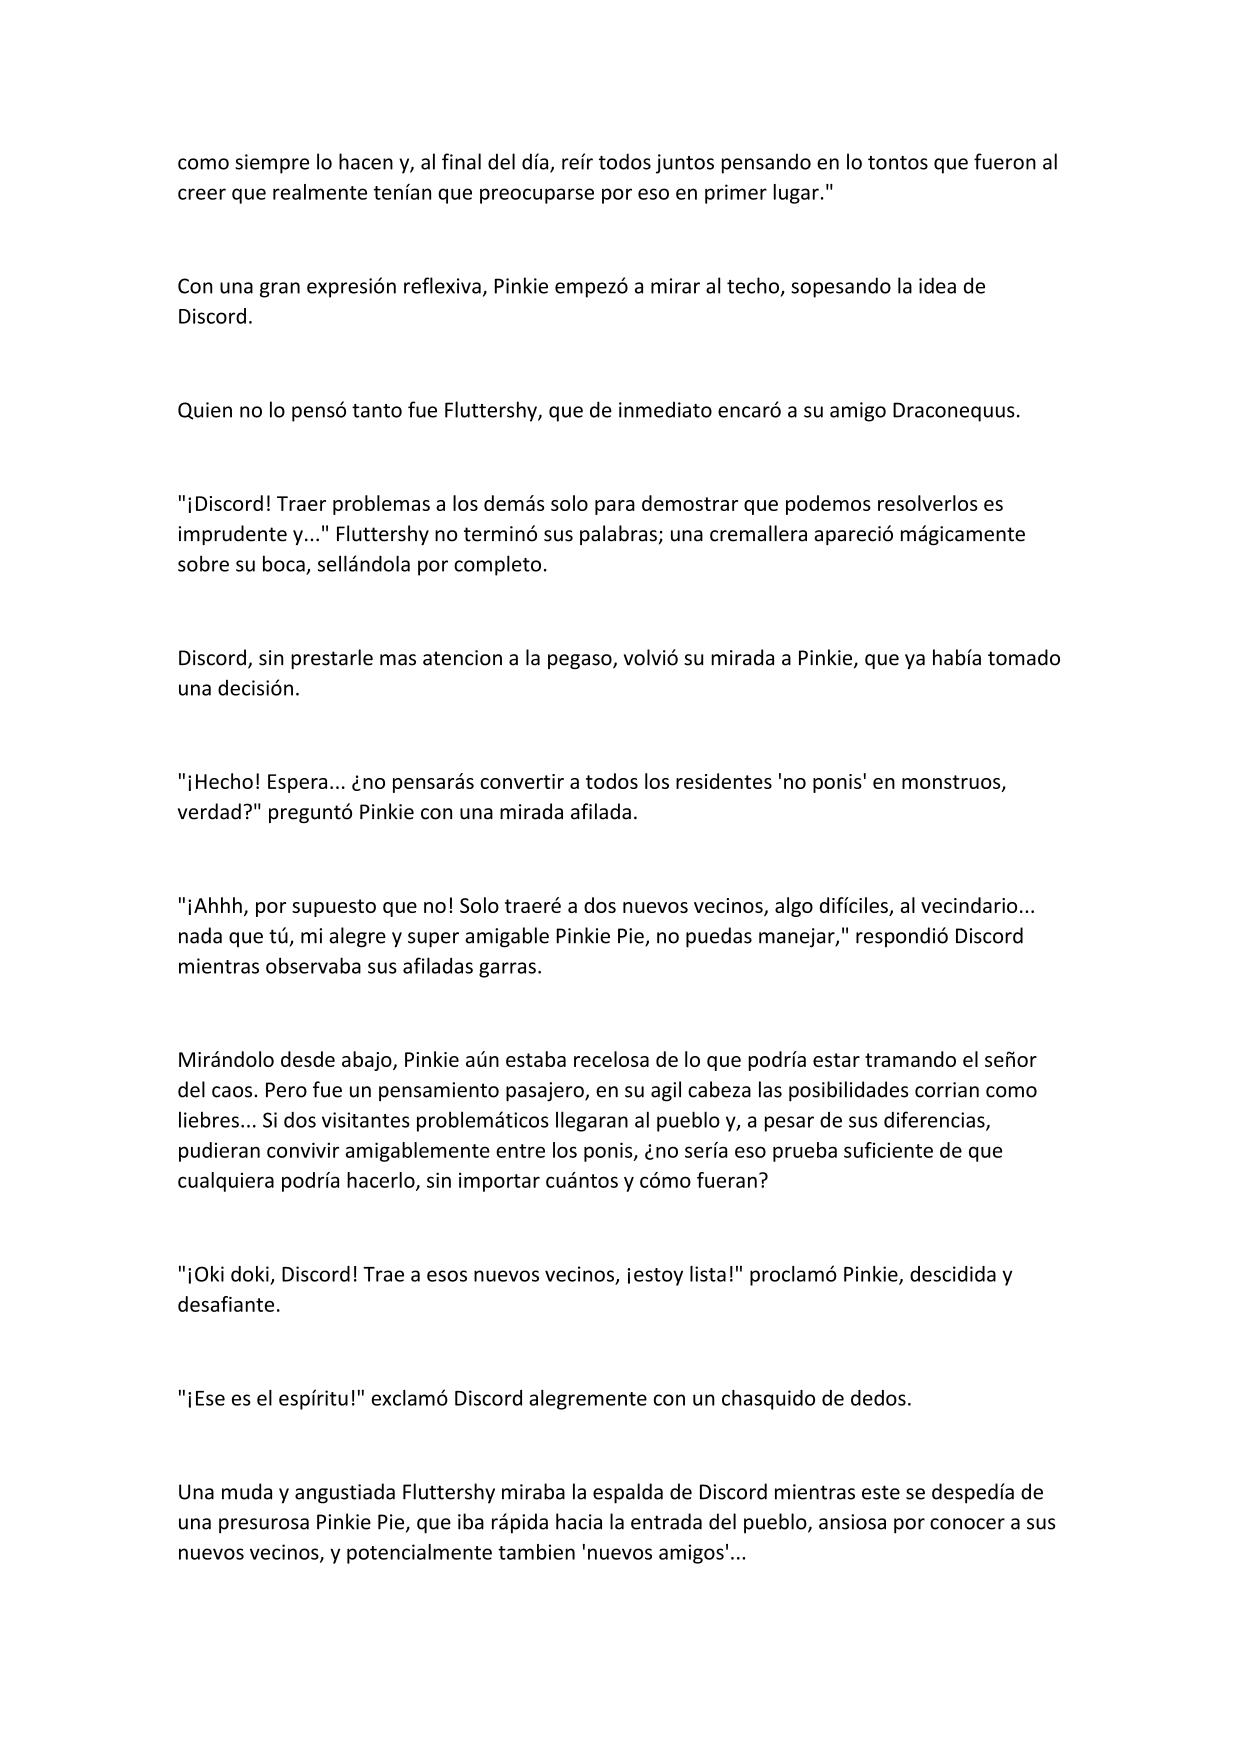 como siempre lo hacen y, al final del día, reír todos juntos pensando en lo tontos que fueron al
creer que realmente tenían que preocuparse por eso en primer lugar."
Con una gran expresión reflexiva, Pinkie empezó a mirar al techo, sopesando la idea de
Discord.
Quien no lo pensó tanto fue Fluttershy, que de inmediato encaró a su amigo Draconequus.
"¡Discord! Traer problemas a los demás solo para demostrar que podemos resolverlos es
imprudente y..." Fluttershy no terminó sus palabras; una cremallera apareció mágicamente
sobre su boca, sellándola por completo.
Discord, sin prestarle mas atencion a la pegaso, volvió su mirada a Pinkie, que ya había tomado
una decisión.
"¡Hecho! Espera... ¿no pensarás convertir a todos los residentes 'no ponis' en monstruos,
verdad?" preguntó Pinkie con una mirada afilada.
"¡Ahhh, por supuesto que no! Solo traeré a dos nuevos vecinos, algo difíciles, al vecindario...
nada que tú, mi alegre y super amigable Pinkie Pie, no puedas manejar," respondió Discord
mientras observaba sus afiladas garras.
Mirándolo desde abajo, Pinkie aún estaba recelosa de lo que podría estar tramando el señor
del caos. Pero fue un pensamiento pasajero, en su agil cabeza las posibilidades corrian como
liebres... Si dos visitantes problemáticos llegaran al pueblo y, a pesar de sus diferencias,
pudieran convivir amigablemente entre los ponis, ¿no sería eso prueba suficiente de que
cualquiera podría hacerlo, sin importar cuántos y cómo fueran?
"¡Oki doki, Discord! Trae a esos nuevos vecinos, ¡estoy lista!" proclamó Pinkie, descidida y
desafiante.
"¡Ese es el espíritu!" exclamó Discord alegremente con un chasquido de dedos.
Una muda y angustiada Fluttershy miraba la espalda de Discord mientras este se despedía de
una presurosa Pinkie Pie, que iba rápida hacia la entrada del pueblo, ansiosa por conocer a sus
nuevos vecinos, y potencialmente tambien 'nuevos amigos'...